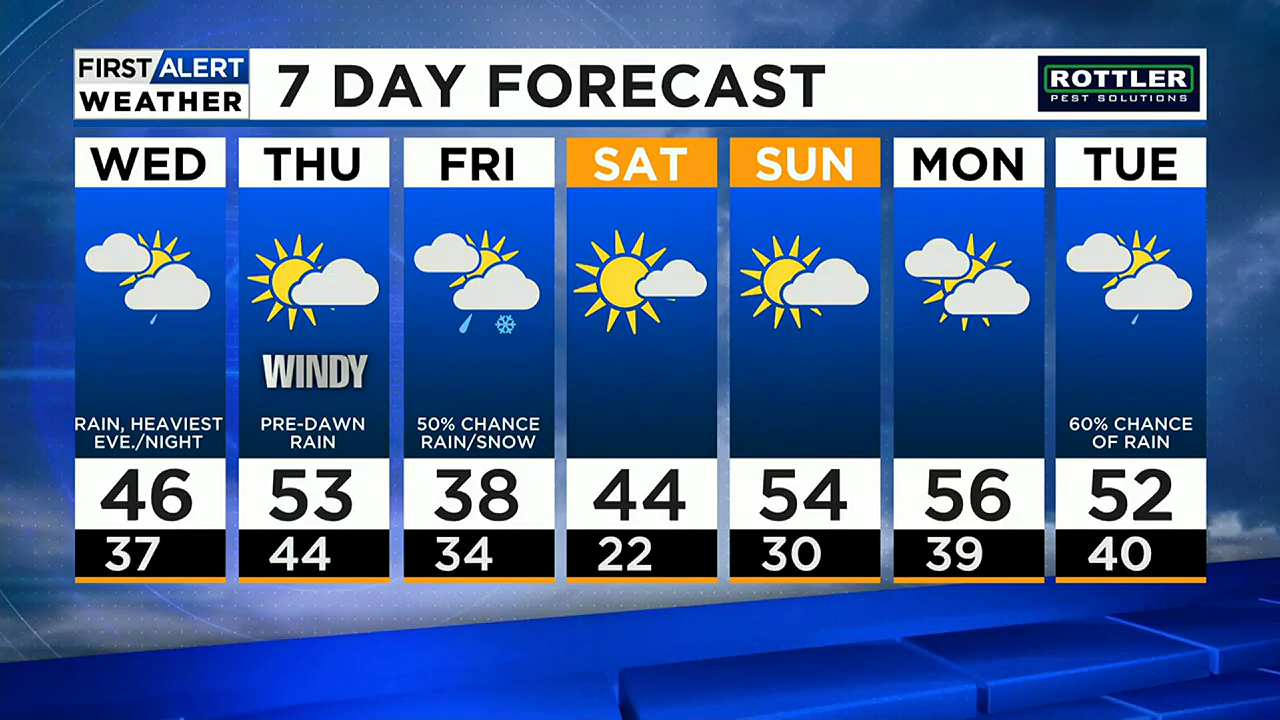 FIRST ALERT
WEATHER
7 DAY FORECAST
ROTTLER
PEST SOLUTIONS
WED
THU
FRI
SAT
SUN
MON
TUE
WINDY
RAIN, HEAVIEST
EVE./NIGHT
PRE-DAWN
RAIN
50% CHANCE
RAIN/SNOW
60% CHANCE
OF RAIN
46
53
38
44
54
56
52
37
44
34
22
30
39
40